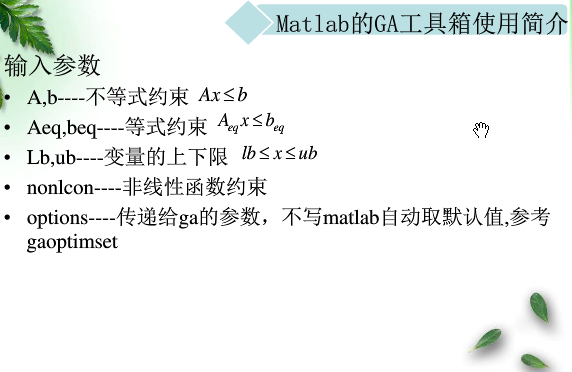 Matlab的GA工具箱使用简介
输入参数
• A,b----不等式约束 Ax≤b
• Aeq,beq----等式约束 A_eq x≤b_eq
• Lb,ub----变量的上下限 lb≤x≤ub
• nonlcon----非线性函数约束
• options----传递给ga的参数，不写matlab自动取默认值,参考
gaoptimset